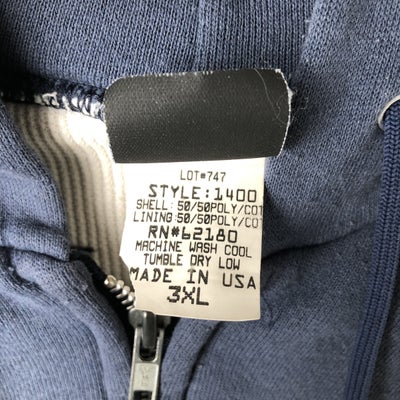 LOT#747
STYLE:1400
SHELL:50/50POLY/COT
LINING:50/50POLY/COT
RN#62180
MACHINE WASH COOL
TUMBLE DRY LOW
MADE IN USA
3XL